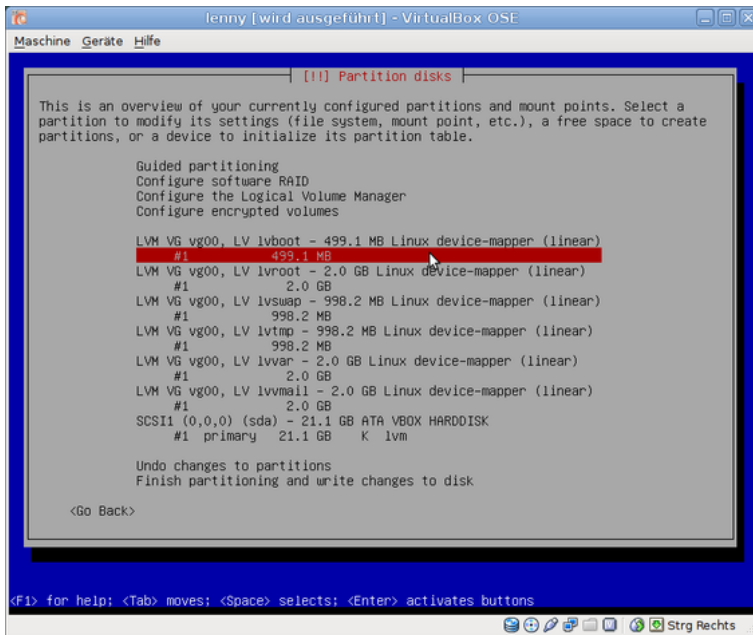 lenny [wird ausgeführt] - VirtualBox OSE
Maschine Geräte Hilfe
[!!] Partition disks
This is an overview of your currently configured partitions and mount points. Select a
partition to modify its settings (file system, mount point, etc.), a free space to create
partitions, or a device to initialize its partition table.
Guided partitioning
Configure software RAID
Configure the Logical Volume Manager
Configure encrypted volumes
LVM VG vg00, LV lvboot - 499.1 MB Linux device-mapper (linear)
#1 499.1 MB
LVM VG vg00, LV lvroot - 2.0 GB Linux device-mapper (linear)
#1 2.0 GB
LVM VG vg00, LV lvswap - 998.2 MB Linux device-mapper (linear)
#1 998.2 MB
LVM VG vg00, LV lvtmp - 998.2 MB Linux device-mapper (linear)
#1 998.2 MB
LVM VG vg00, LV lvvar - 2.0 GB Linux device-mapper (linear)
#1 2.0 GB
LVM VG vg00, LV lvvmail - 2.0 GB Linux device-mapper (linear)
#1 2.0 GB
SCSI1 (0,0,0) (sda) - 21.1 GB ATA VBOX HARDDISK
#1 primary 21.1 GB K lvm
Undo changes to partitions
Finish partitioning and write changes to disk
<Go Back>
<F1> for help; <Tab> moves; <Space> selects; <Enter> activates buttons
Strg Rechts